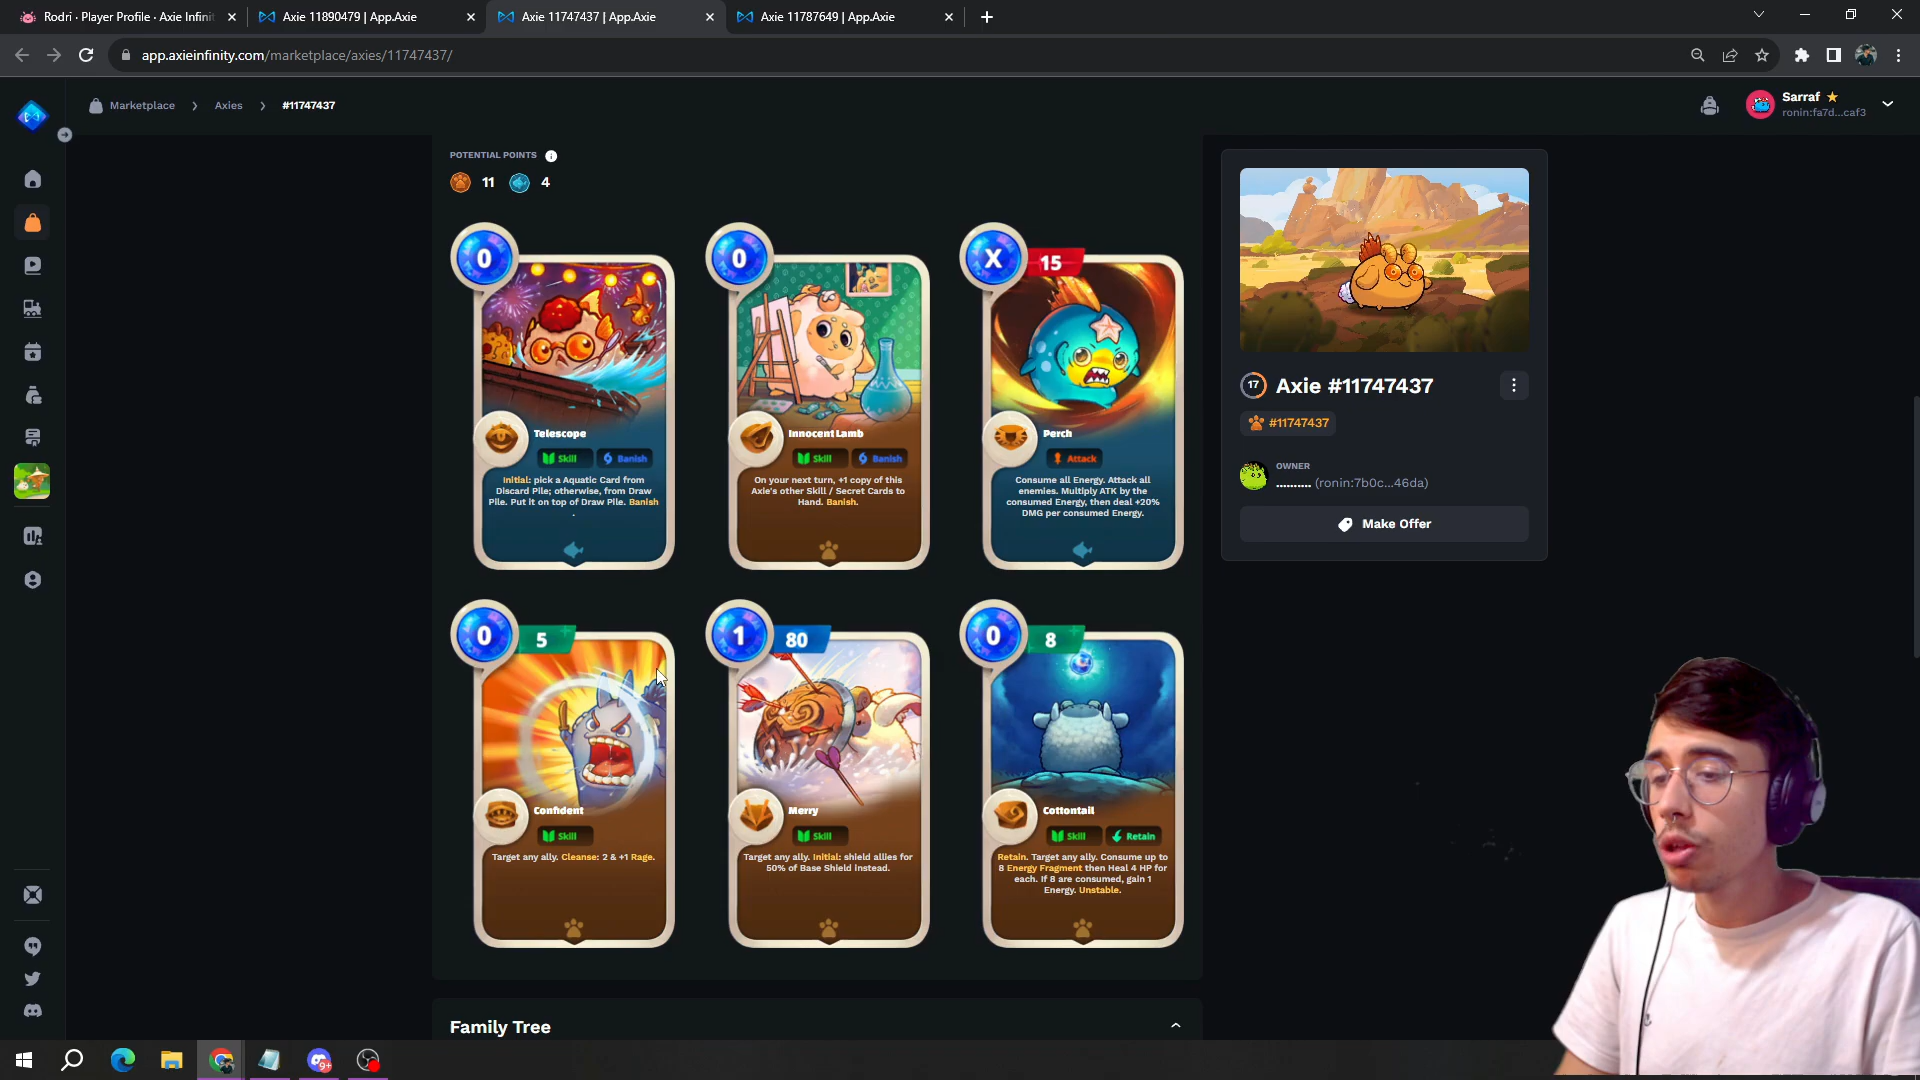 Rodri · Player Profile · Axie Infinit
Axie 11890479 | App.Axie
Axie 11747437 | App.Axie
Axie 11787649 | App.Axie
app.axieinfinity.com/marketplace/axies/11747437/
Marketplace
Axies
#11747437
Sarraf
ronin:fa7d...caf3
POTENTIAL POINTS
11
4
0
Telescope
Skill
Banish
Initial: pick a Aquatic Card from
Discard Pile; otherwise, from Draw
Pile. Put it on top of Draw Pile. Banish
.
0
Innocent Lamb
Skill
Banish
On your next turn, +1 copy of this
Axie's other Skill / Secret Cards to
Hand. Banish.
X
15
Perch
Attack
Consume all Energy. Attack all
enemies. Multiply ATK by the
consumed Energy, then deal +20%
DMG per consumed Energy.
0
5
Confident
Skill
Target any ally. Cleanse: 2 & +1 Rage.
1
80
Merry
Skill
Target any ally. Initial: shield allies for
50% of Base Shield instead.
0
8
Cottontail
Skill
Retain
Retain. Target any ally. Consume up to
8 Energy Fragment then Heal 4 HP for
each. If 8 are consumed, gain 1
Energy. Unstable.
17
Axie #11747437
#11747437
OWNER
.......... (ronin:7b0c...46da)
Make Offer
Family Tree
9+